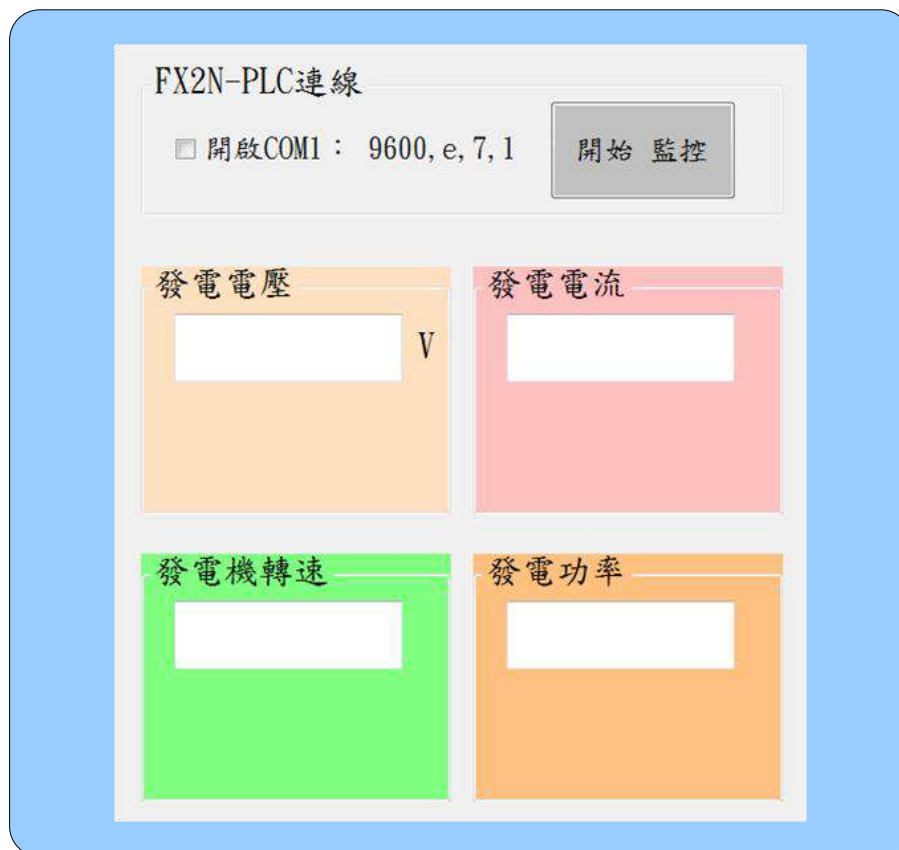 FX2N-PLC連線
開啟COM1： 9600,e,7,1
開始 監控
發電電壓
V
發電電流
發電機轉速
發電功率